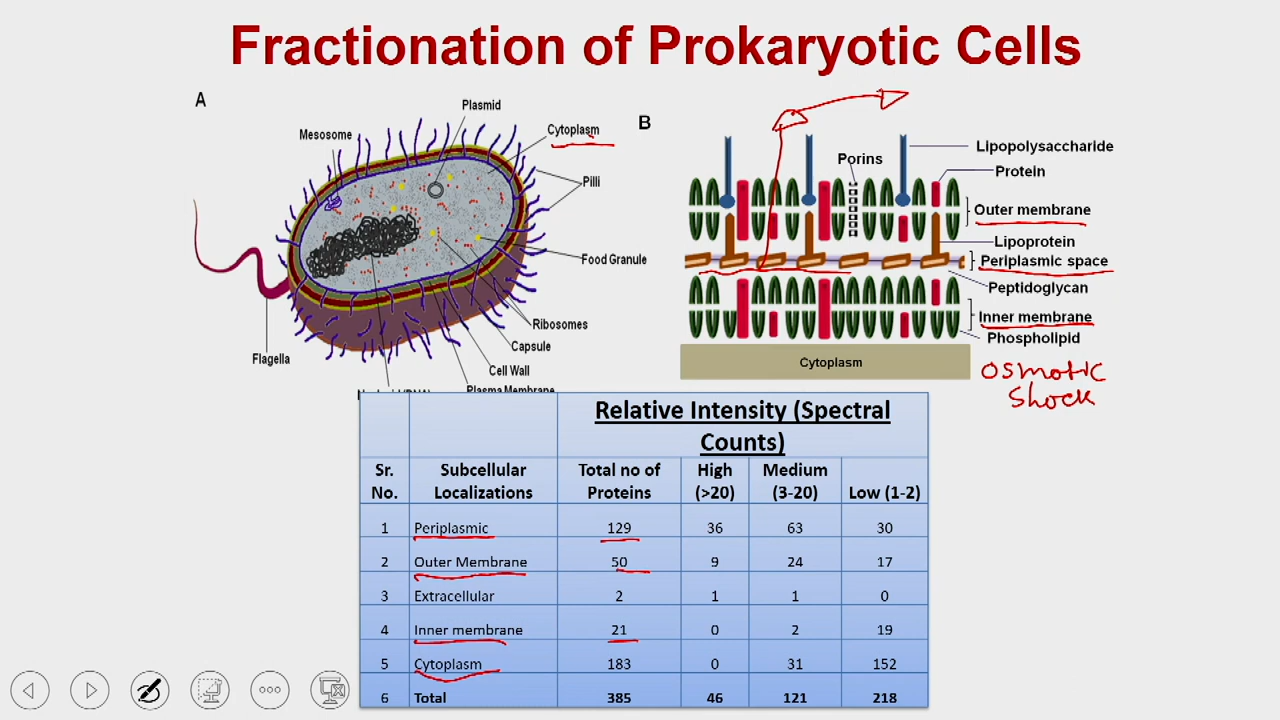 Fractionation of Prokaryotic Cells
A
Plasmid
Cytoplasm
Mesosome
Pilli
Food Granule
Ribosomes
Capsule
Cell Wall
Plasma Membrane
Flagella
B
Porins
Lipopolysaccharide
Protein
Outer membrane
Lipoprotein
Periplasmic space
Peptidoglycan
Inner membrane
Phospholipid
Cytoplasm
Osmotic
Shock
Relative Intensity (Spectral
Counts)
Sr. No. Subcellular Localizations Total no of Proteins High (>20) Medium (3-20) Low (1-2)
1 Periplasmic 129 36 63 30
2 Outer Membrane 50 9 24 17
3 Extracellular 2 1 1 0
4 Inner membrane 21 0 2 19
5 Cytoplasm 183 0 31 152
6 Total 385 46 121 218